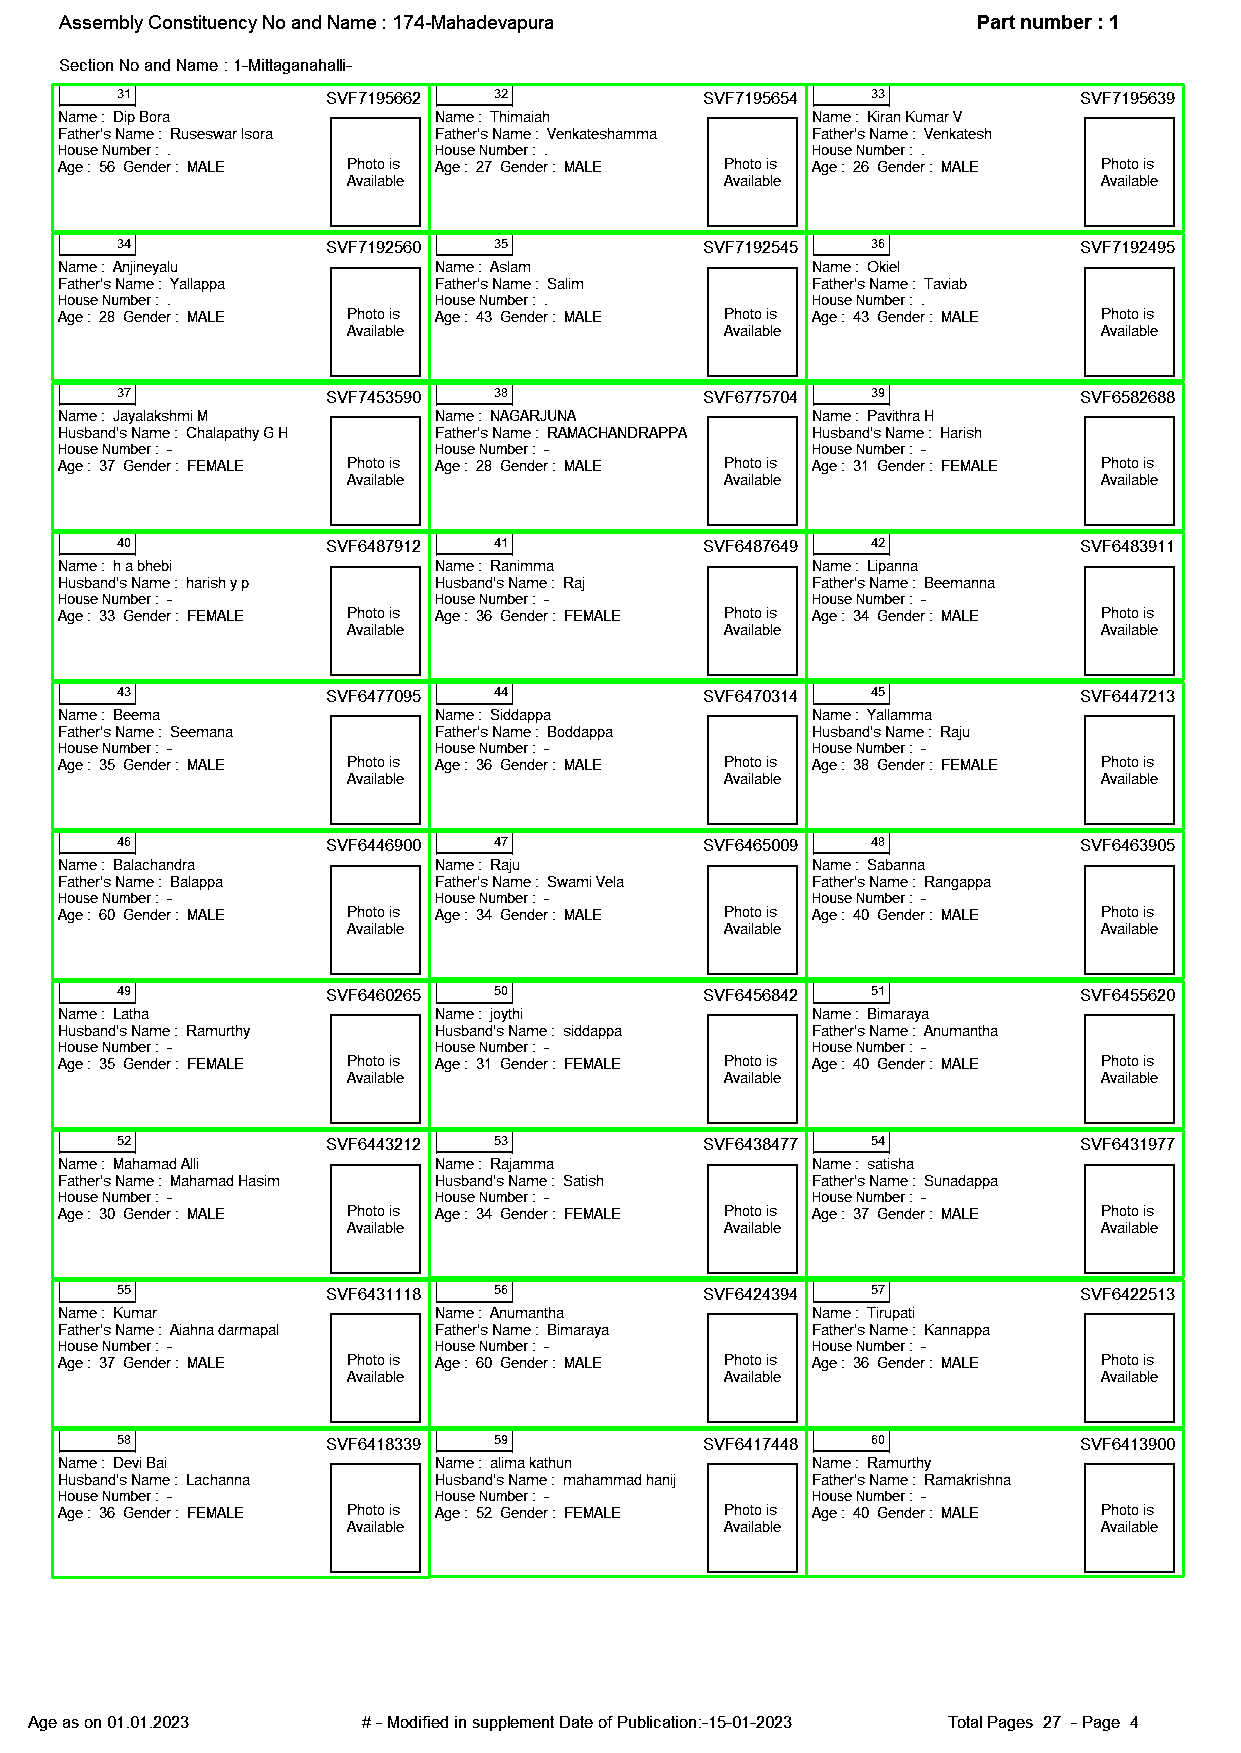 Assembly Constituency No and Name : 174-Mahadevapura
Part number : 1
Section No and Name : 1-Mittaganahalli-
31 SVF7195662
Name : Dip Bora
Father's Name : Ruseswar Isora
House Number : .
Age : 56 Gender : MALE
Photo is
Available
32 SVF7195654
Name : Thimaiah
Father's Name : Venkateshamma
House Number : .
Age : 27 Gender : MALE
Photo is
Available
33 SVF7195639
Name : Kiran Kumar V
Father's Name : Venkatesh
House Number : .
Age : 26 Gender : MALE
Photo is
Available
34 SVF7192560
Name : Anjineyalu
Father's Name : Yallappa
House Number : .
Age : 28 Gender : MALE
Photo is
Available
35 SVF7192545
Name : Aslam
Father's Name : Salim
House Number : .
Age : 43 Gender : MALE
Photo is
Available
36 SVF7192495
Name : Okiel
Father's Name : Taviab
House Number : .
Age : 43 Gender : MALE
Photo is
Available
37 SVF7453590
Name : Jayalakshmi M
Husband's Name : Chalapathy G H
House Number : -
Age : 37 Gender : FEMALE
Photo is
Available
38 SVF6775704
Name : NAGARJUNA
Father's Name : RAMACHANDRAPPA
House Number : -
Age : 28 Gender : MALE
Photo is
Available
39 SVF6582688
Name : Pavithra H
Husband's Name : Harish
House Number : -
Age : 31 Gender : FEMALE
Photo is
Available
40 SVF6487912
Name : h a bhebi
Husband's Name : harish y p
House Number : -
Age : 33 Gender : FEMALE
Photo is
Available
41 SVF6487649
Name : Ranimma
Husband's Name : Raj
House Number : -
Age : 36 Gender : FEMALE
Photo is
Available
42 SVF6483911
Name : Lipanna
Father's Name : Beemanna
House Number : -
Age : 34 Gender : MALE
Photo is
Available
43 SVF6477095
Name : Beema
Father's Name : Seemana
House Number : -
Age : 35 Gender : MALE
Photo is
Available
44 SVF6470314
Name : Siddappa
Father's Name : Boddappa
House Number : -
Age : 36 Gender : MALE
Photo is
Available
45 SVF6447213
Name : Yallamma
Husband's Name : Raju
House Number : -
Age : 38 Gender : FEMALE
Photo is
Available
46 SVF6446900
Name : Balachandra
Father's Name : Balappa
House Number : -
Age : 60 Gender : MALE
Photo is
Available
47 SVF6465009
Name : Raju
Father's Name : Swami Vela
House Number : -
Age : 34 Gender : MALE
Photo is
Available
48 SVF6463905
Name : Sabanna
Father's Name : Rangappa
House Number : -
Age : 40 Gender : MALE
Photo is
Available
49 SVF6460265
Name : Latha
Husband's Name : Ramurthy
House Number : -
Age : 35 Gender : FEMALE
Photo is
Available
50 SVF6456842
Name : joythi
Husband's Name : siddappa
House Number : -
Age : 31 Gender : FEMALE
Photo is
Available
51 SVF6455620
Name : Bimaraya
Father's Name : Anumantha
House Number : -
Age : 40 Gender : MALE
Photo is
Available
52 SVF6443212
Name : Mahamad Alli
Father's Name : Mahamad Hasim
House Number : -
Age : 30 Gender : MALE
Photo is
Available
53 SVF6438477
Name : Rajamma
Husband's Name : Satish
House Number : -
Age : 34 Gender : FEMALE
Photo is
Available
54 SVF6431977
Name : satisha
Father's Name : Sunadappa
House Number : -
Age : 37 Gender : MALE
Photo is
Available
55 SVF6431118
Name : Kumar
Father's Name : Aiahna darmapal
House Number : -
Age : 37 Gender : MALE
Photo is
Available
56 SVF6424394
Name : Anumantha
Father's Name : Bimaraya
House Number : -
Age : 60 Gender : MALE
Photo is
Available
57 SVF6422513
Name : Tirupati
Father's Name : Kannappa
House Number : -
Age : 36 Gender : MALE
Photo is
Available
58 SVF6418339
Name : Devi Bai
Husband's Name : Lachanna
House Number : -
Age : 36 Gender : FEMALE
Photo is
Available
59 SVF6417448
Name : alima kathun
Husband's Name : mahammad hanij
House Number : -
Age : 52 Gender : FEMALE
Photo is
Available
60 SVF6413900
Name : Ramurthy
Father's Name : Ramakrishna
House Number : -
Age : 40 Gender : MALE
Photo is
Available
Age as on 01.01.2023
# - Modified in supplement Date of Publication:-15-01-2023
Total Pages 27 - Page 4